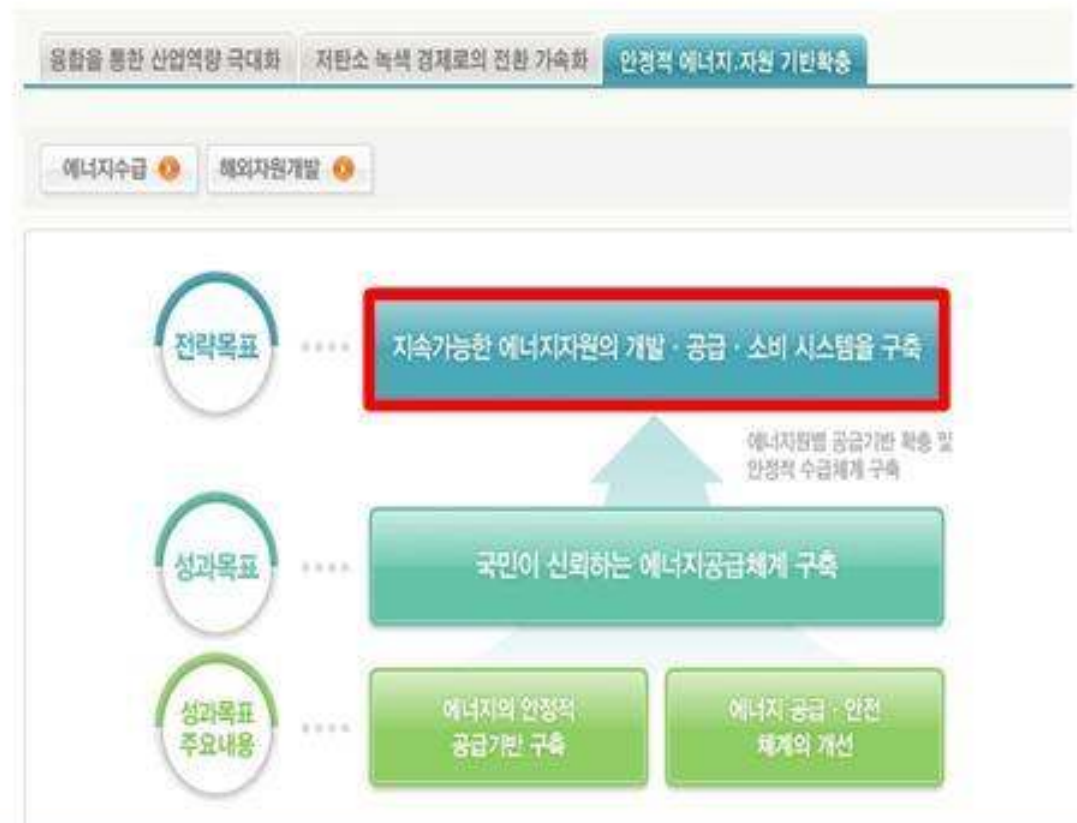 융합을 통한 산업역량 극대화
저탄소 녹색 경제로의 전환 가속화
안정적 에너지.자원 기반확충
에너지수급
해외자원개발
전략목표
지속가능한 에너지자원의 개발 · 공급 · 소비 시스템을 구축
에너지원별 공급기반 확충 및
안정적 수급체계 구축
성과목표
국민이 신뢰하는 에너지공급체계 구축
성과목표
주요내용
에너지의 안정적
공급기반 구축
에너지 공급 · 안전
체계의 개선